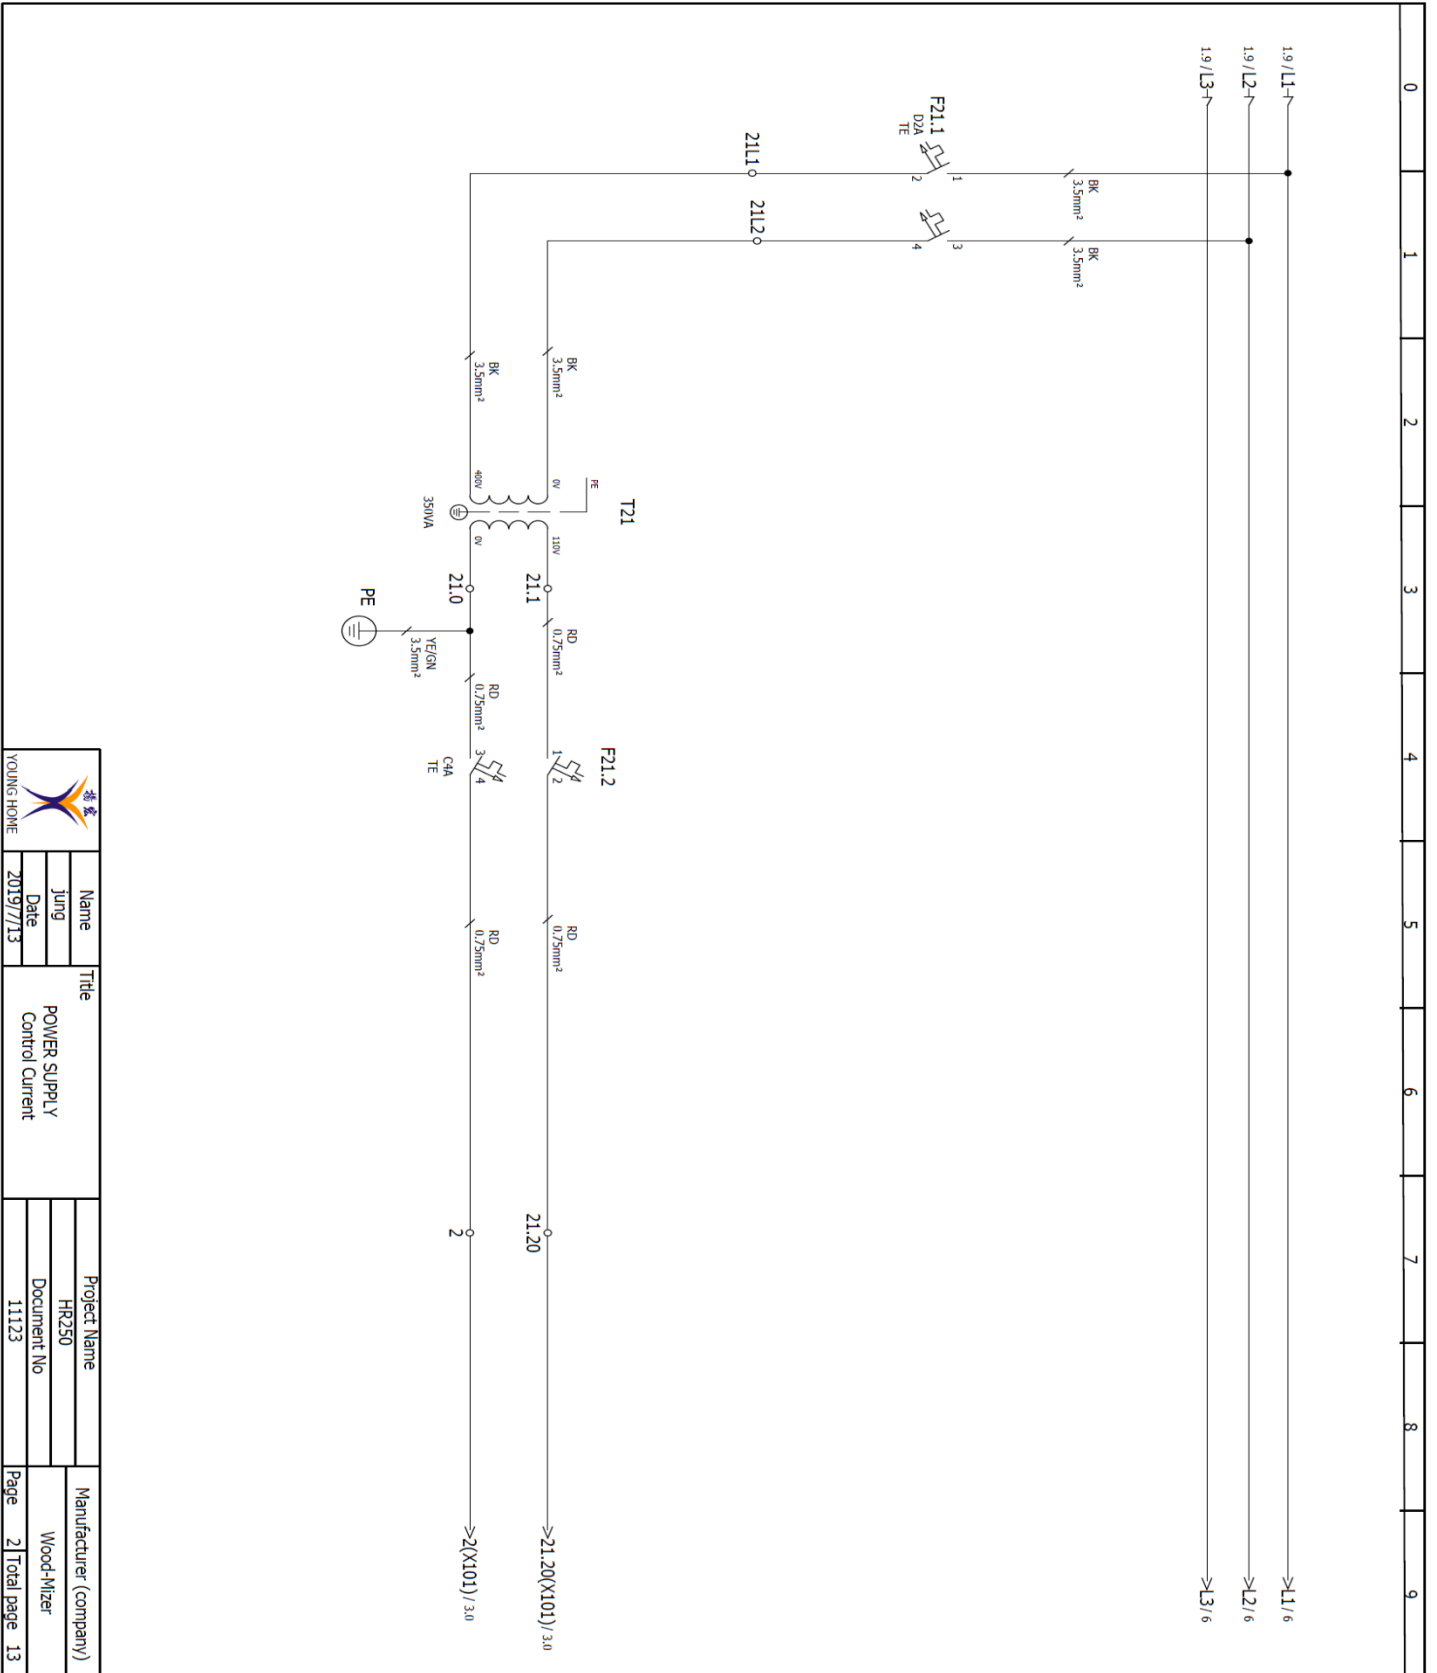 0
1
2
3
4
5
6
7
8
9
1.9 / L1
1.9 / L2
1.9 / L3
L1 / 6
L2 / 6
L3 / 6
BK
3.5mm²
BK
3.5mm²
F21.1
D2A
TE
1
2
3
4
21L1
21L2
BK
3.5mm²
BK
3.5mm²
T21
PE
0V
400V
110V
0V
350VA
21.1
21.0
RD
0.75mm²
RD
0.75mm²
YE/GN
3.5mm²
PE
F21.2
1
2
3
4
C4A
TE
RD
0.75mm²
RD
0.75mm²
21.20
2
21.20(X101) / 3.0
2(X101) / 3.0
揚宏
YOUNG HOME
Name
jung
Date
2019/7/13
Title
POWER SUPPLY
Control Current
Project Name
HR250
Document No
11123
Manufacturer (company)
Wood-Mizer
Page 2 Total page 13